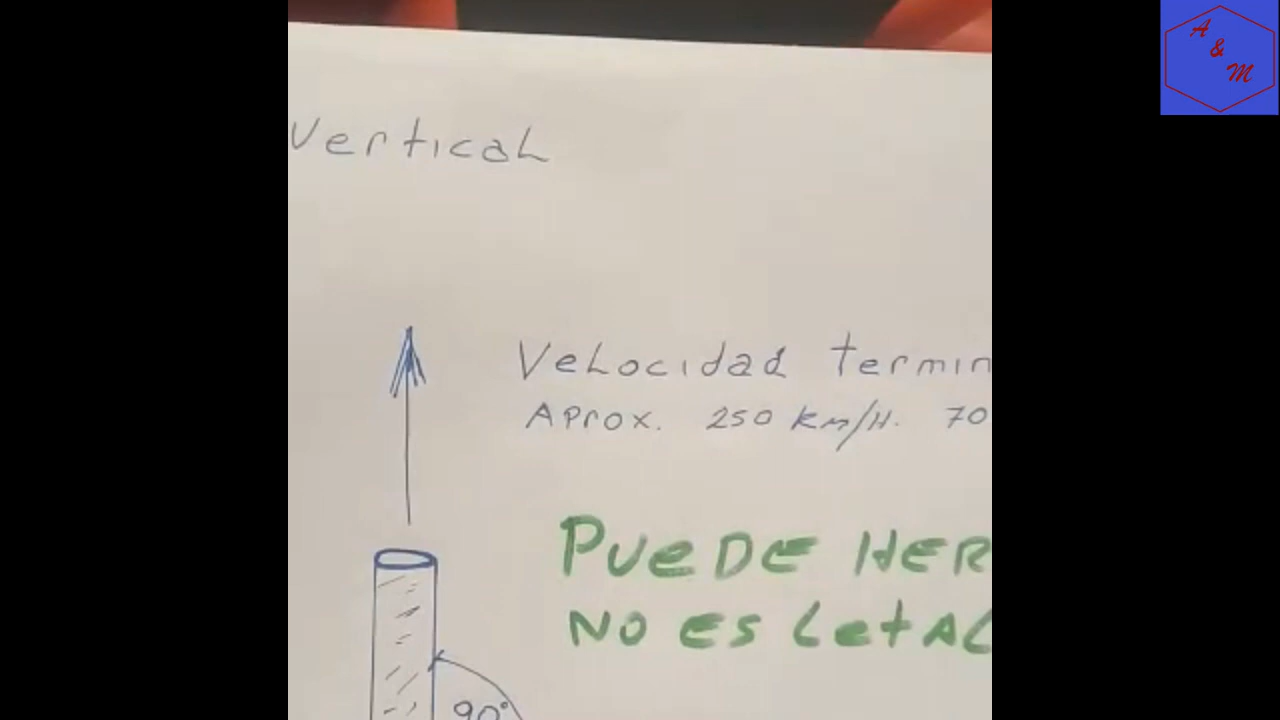 A
&
M
Vertical
Velocidad termin
Aprox. 250 km/H. 70
PUEDE HER
NO ES LetAL
90°